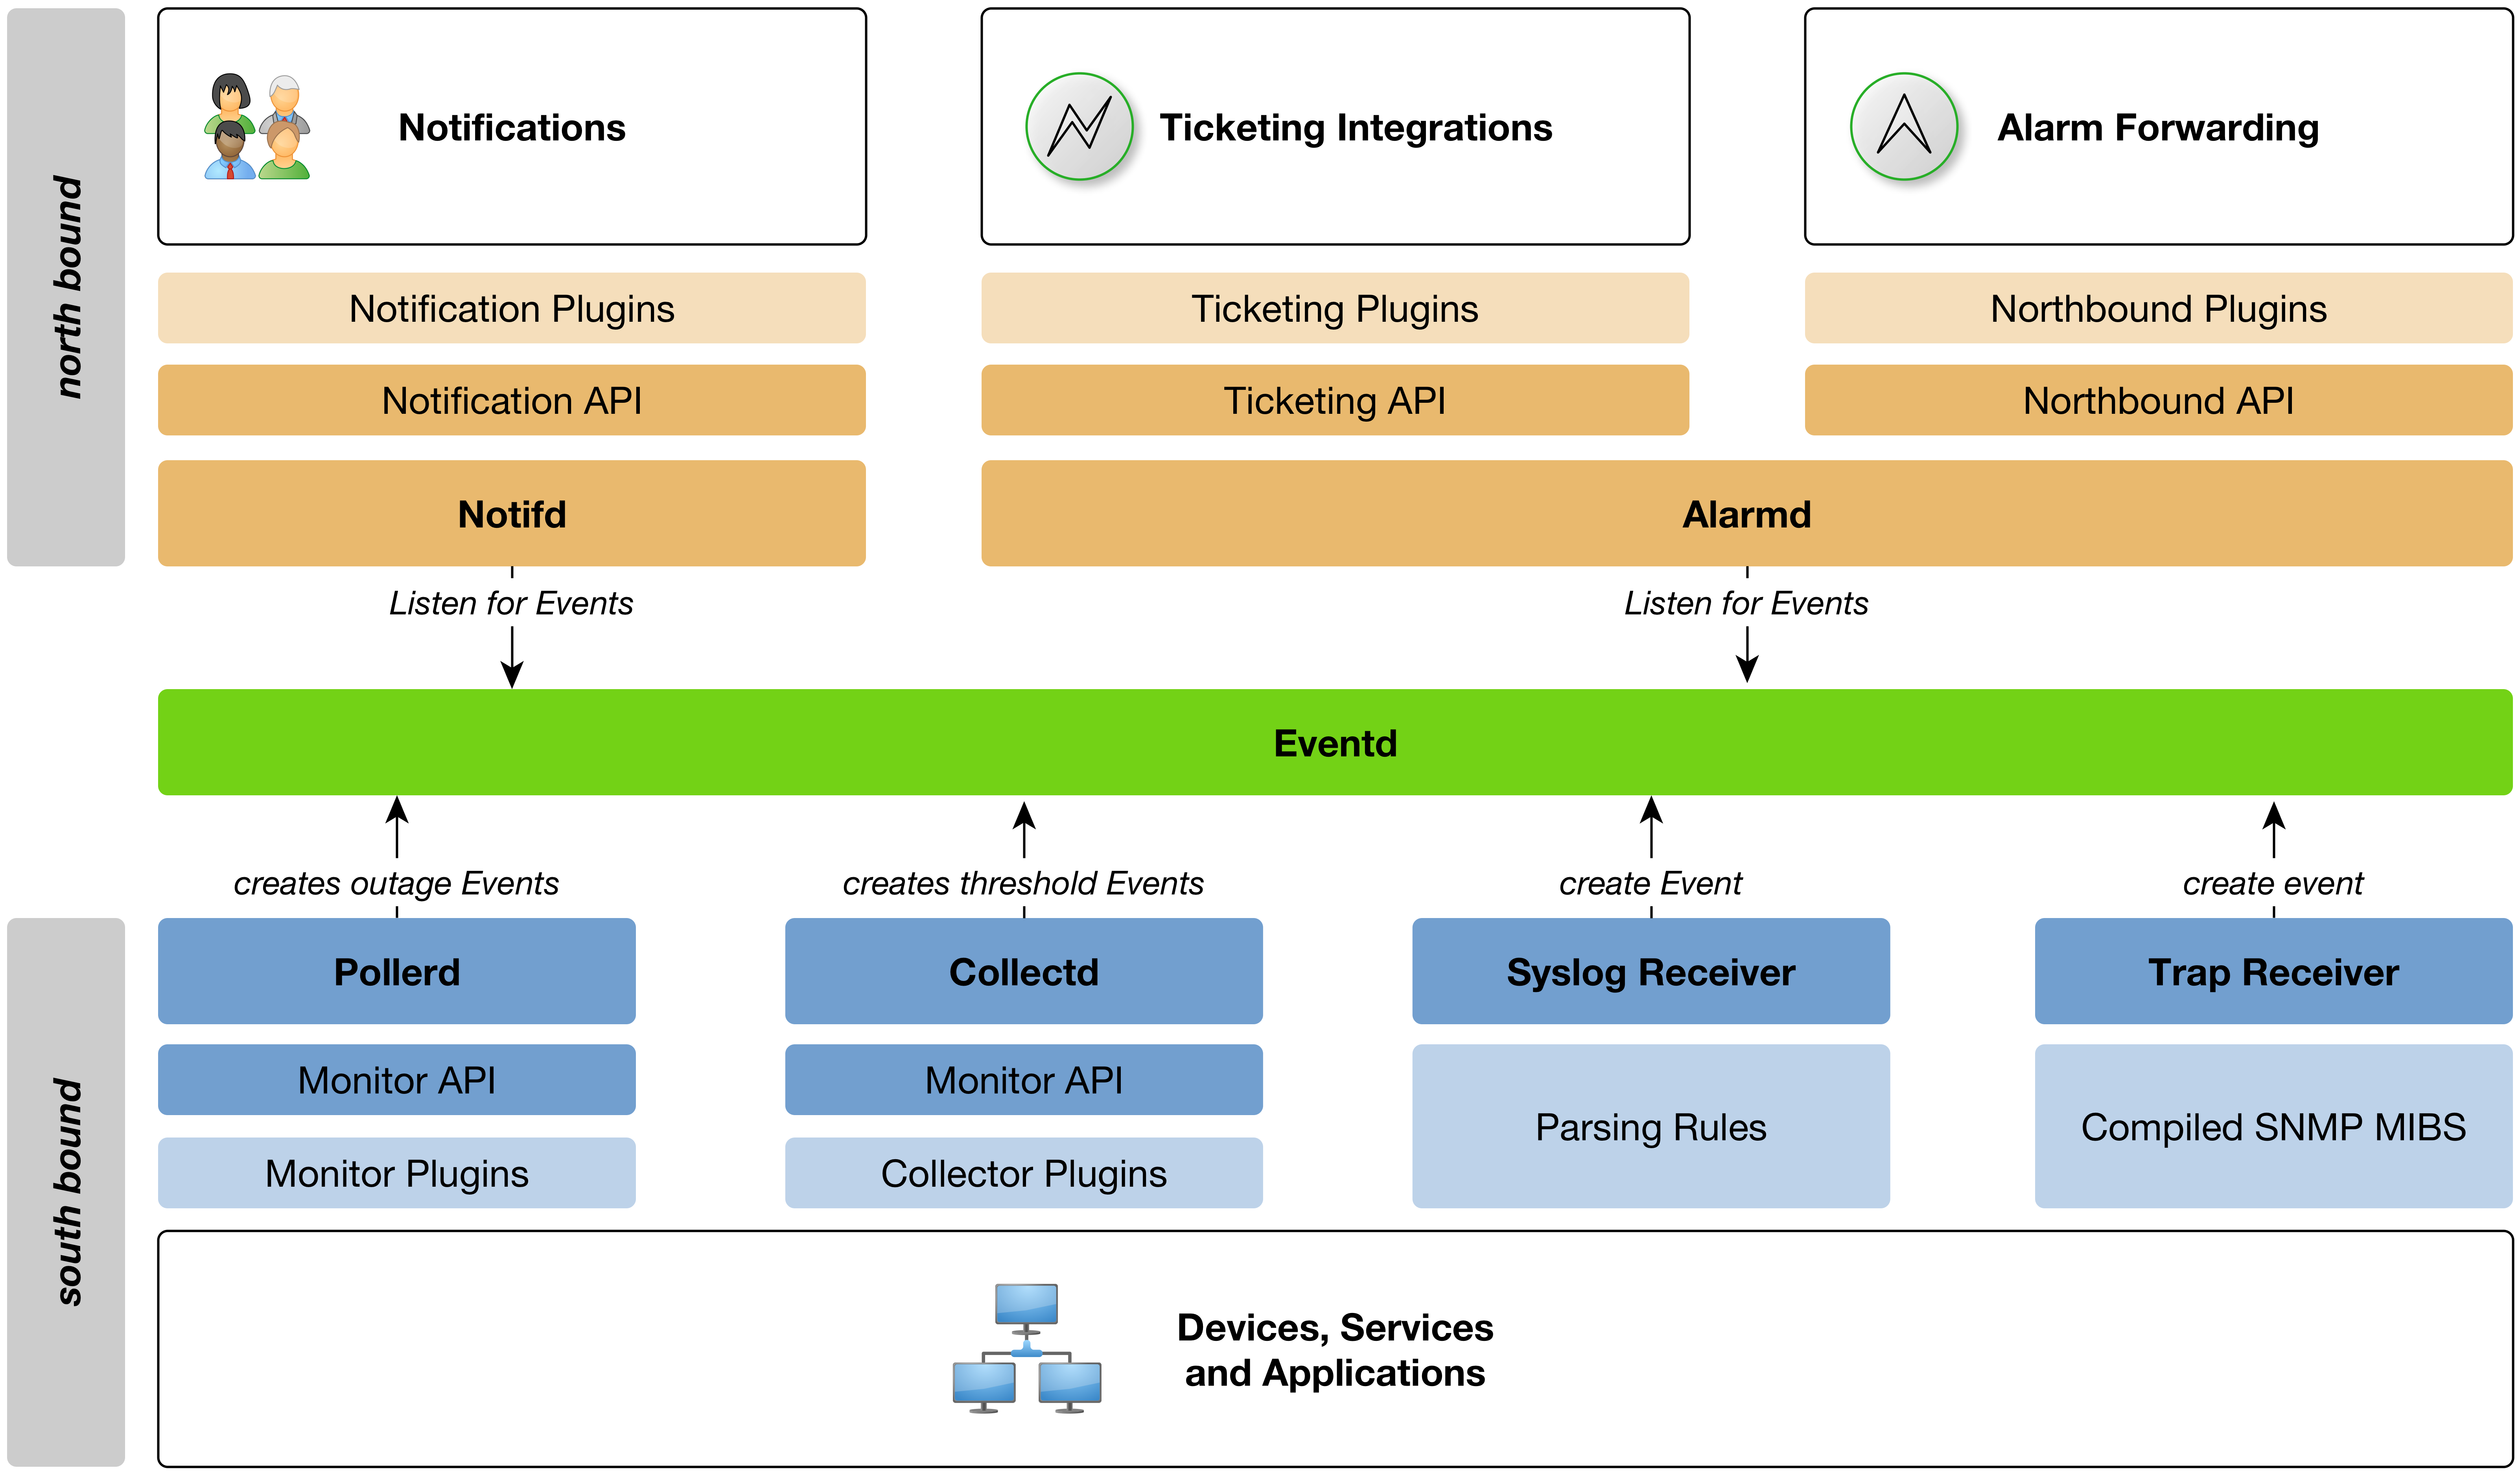 north bound
Notifications
Ticketing Integrations
Alarm Forwarding
Notification Plugins
Ticketing Plugins
Northbound Plugins
Notification API
Ticketing API
Northbound API
Notifd
Alarmd
Listen for Events
Listen for Events
Eventd
creates outage Events
creates threshold Events
create Event
create event
south bound
Pollerd
Collectd
Syslog Receiver
Trap Receiver
Monitor API
Monitor API
Parsing Rules
Compiled SNMP MIBS
Monitor Plugins
Collector Plugins
Devices, Services
and Applications